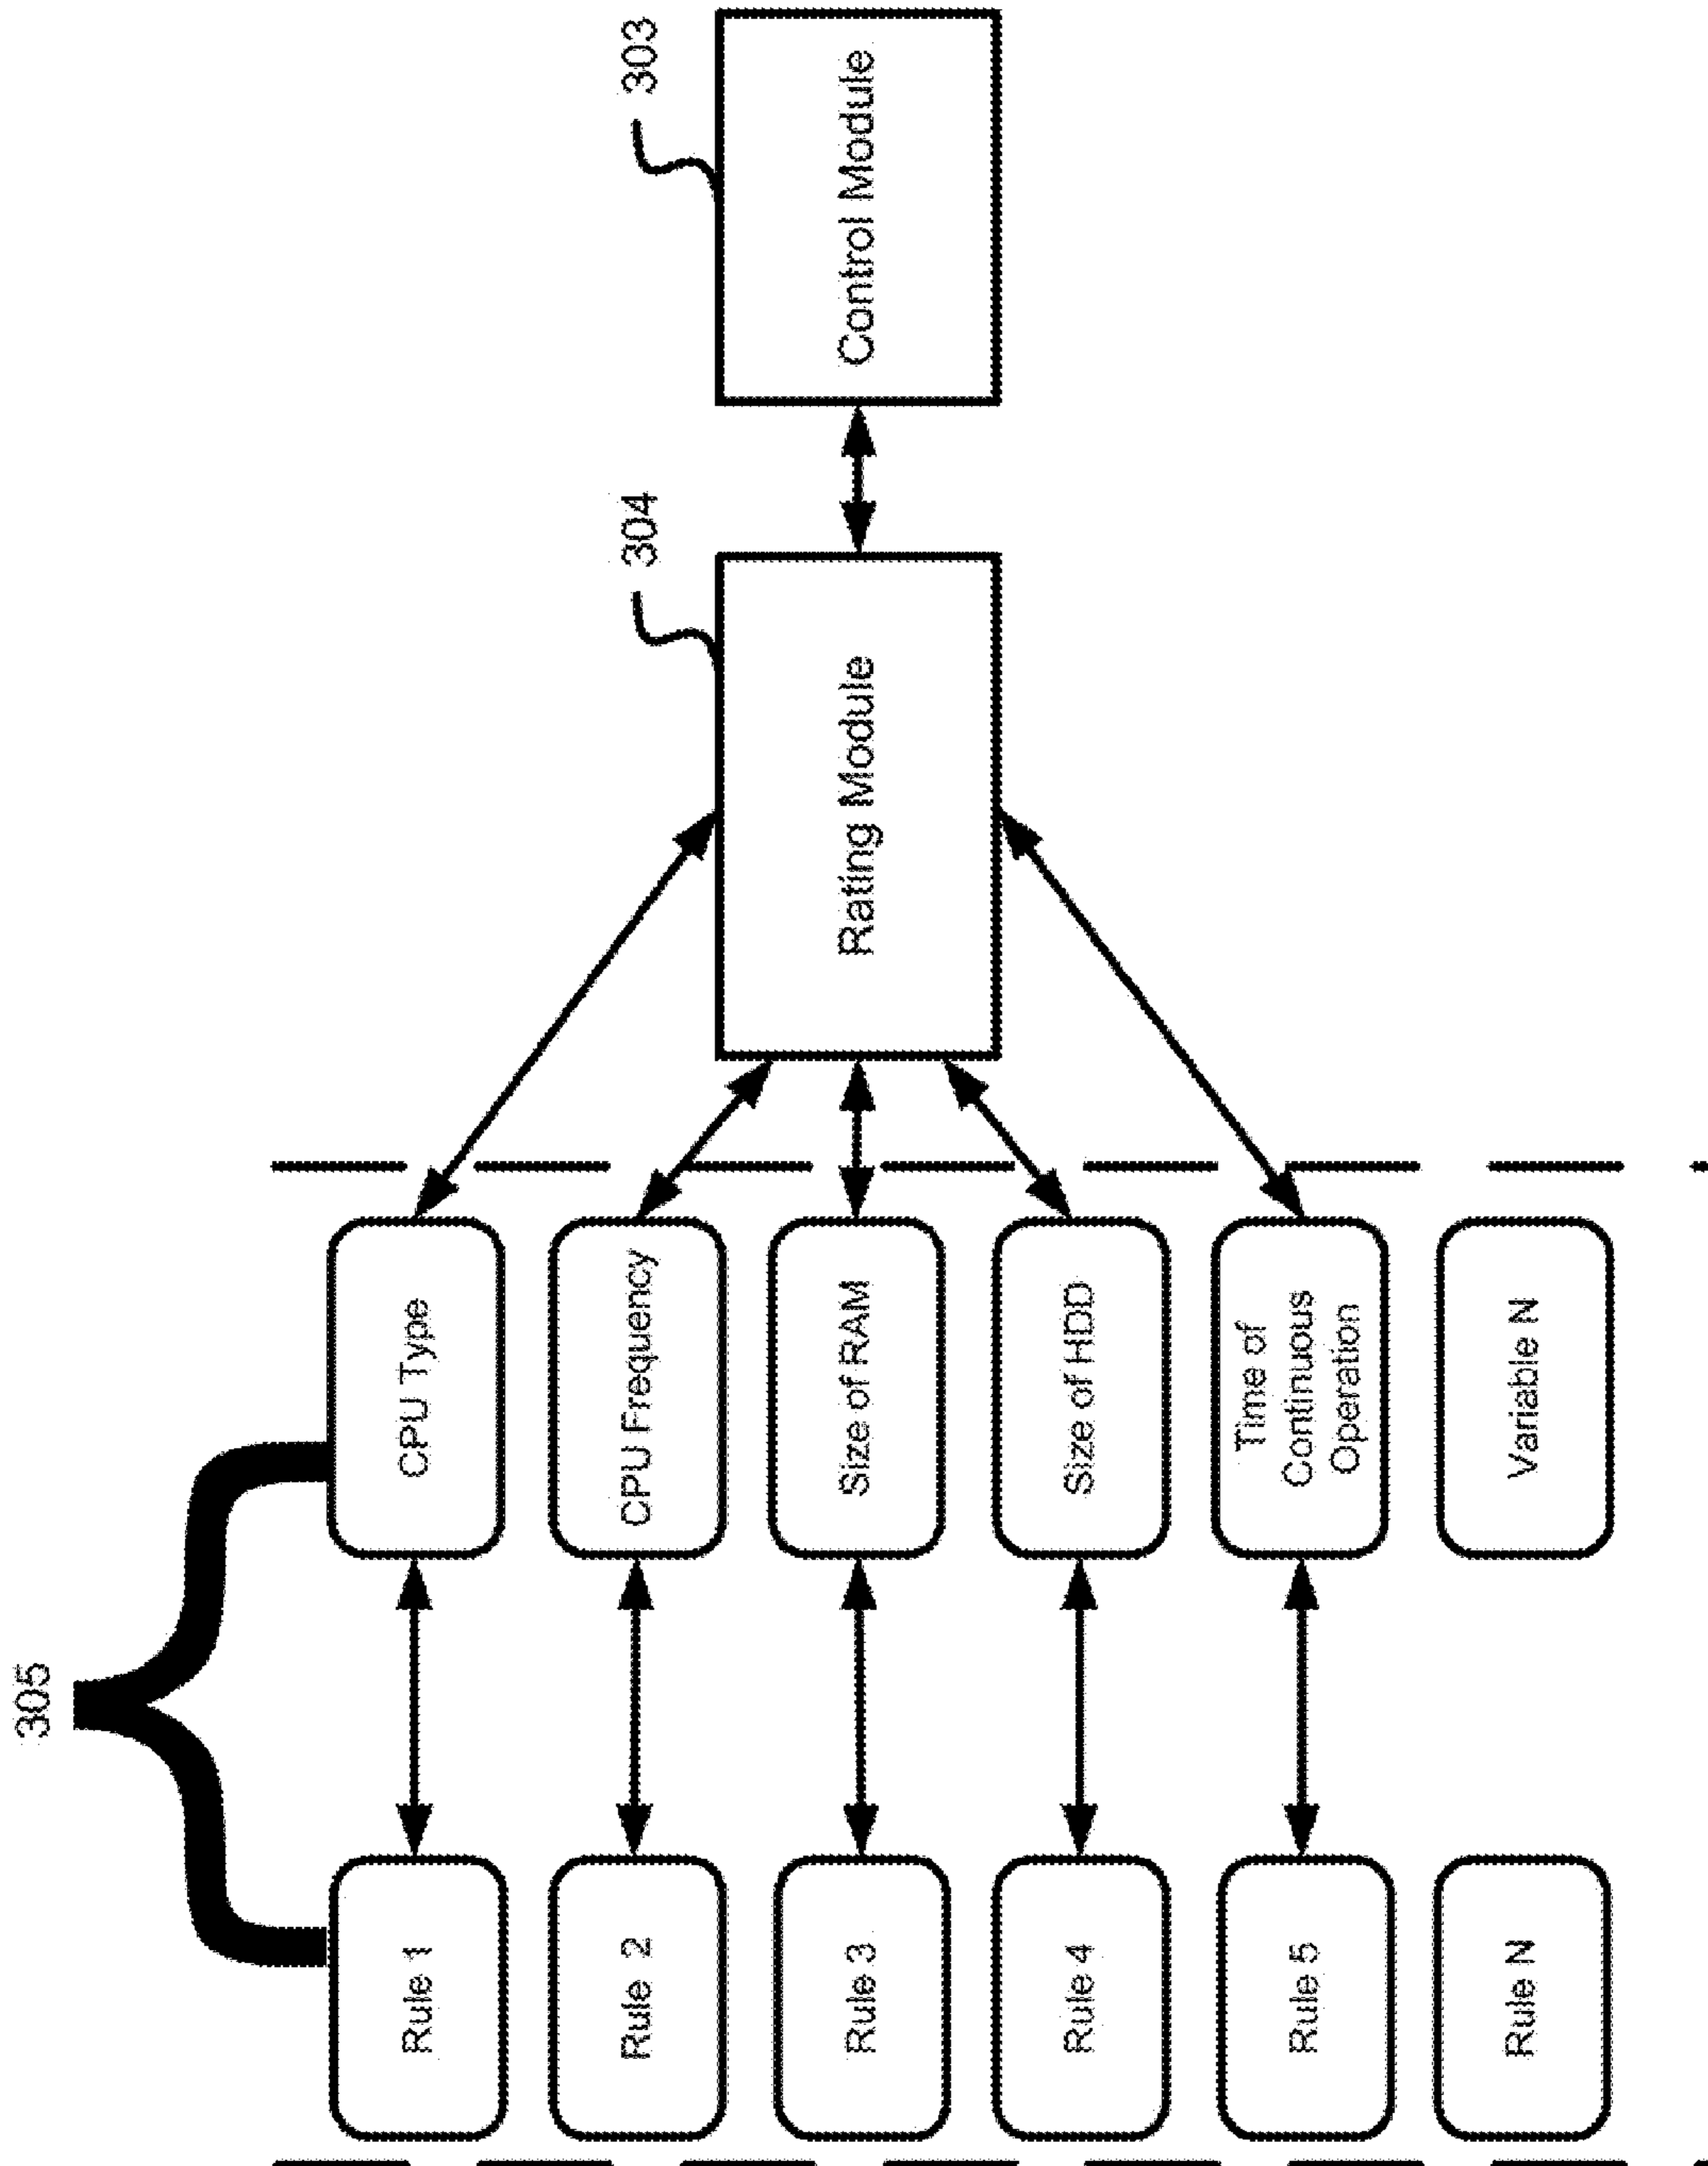 305
Rule 1
CPU Type
Rule 2
CPU Frequency
304
303
Rule 3
Size of RAM
Rating Module
Control Module
Rule 4
Size of HDD
Rule 5
Time of
Continuous
Operation
Rule N
Variable N